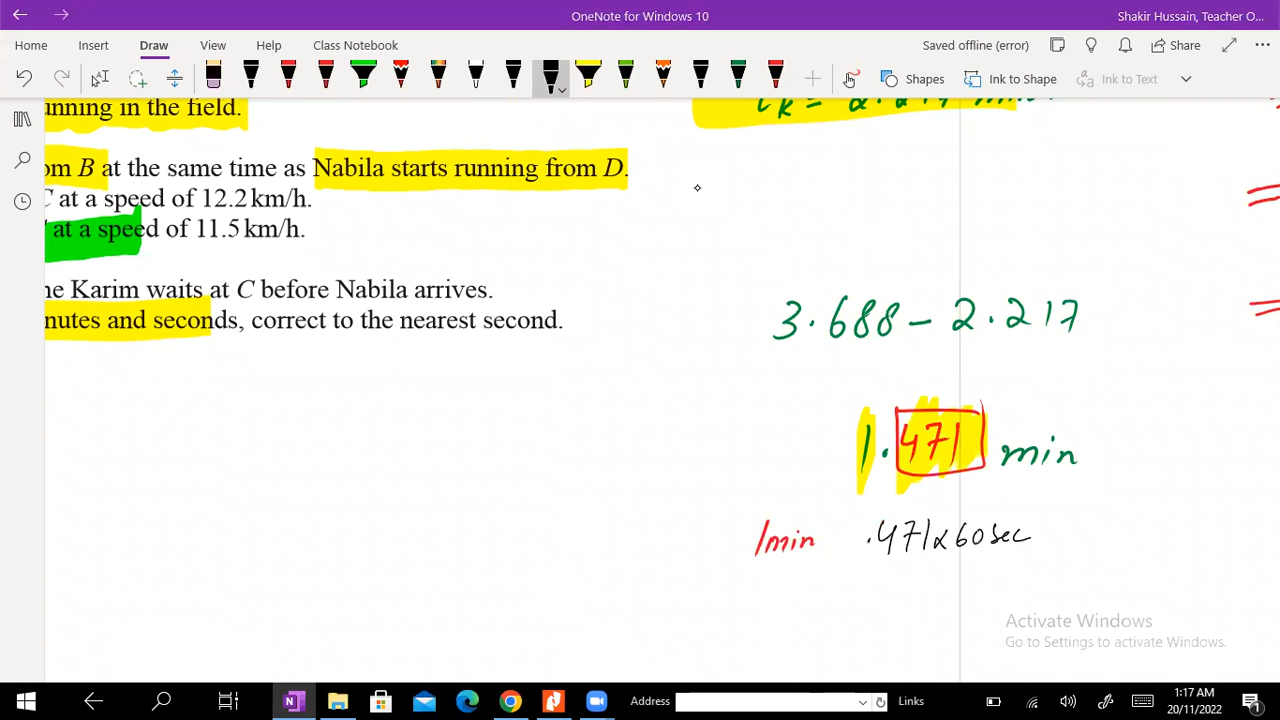 OneNote for Windows 10
Shakir Hussain, Teacher O...
Home Insert Draw View Help Class Notebook
Saved offline (error) Share
Shapes Ink to Shape Ink to Text
unning in the field.
om B at the same time as Nabila starts running from D.
C at a speed of 12.2 km/h.
at a speed of 11.5 km/h.
ne Karim waits at C before Nabila arrives.
nutes and seconds, correct to the nearest second.
3.688 - 2.217
1.471 min
1min .471x60sec
Activate Windows
Go to Settings to activate Windows.
Address Links
1:17 AM
20/11/2022